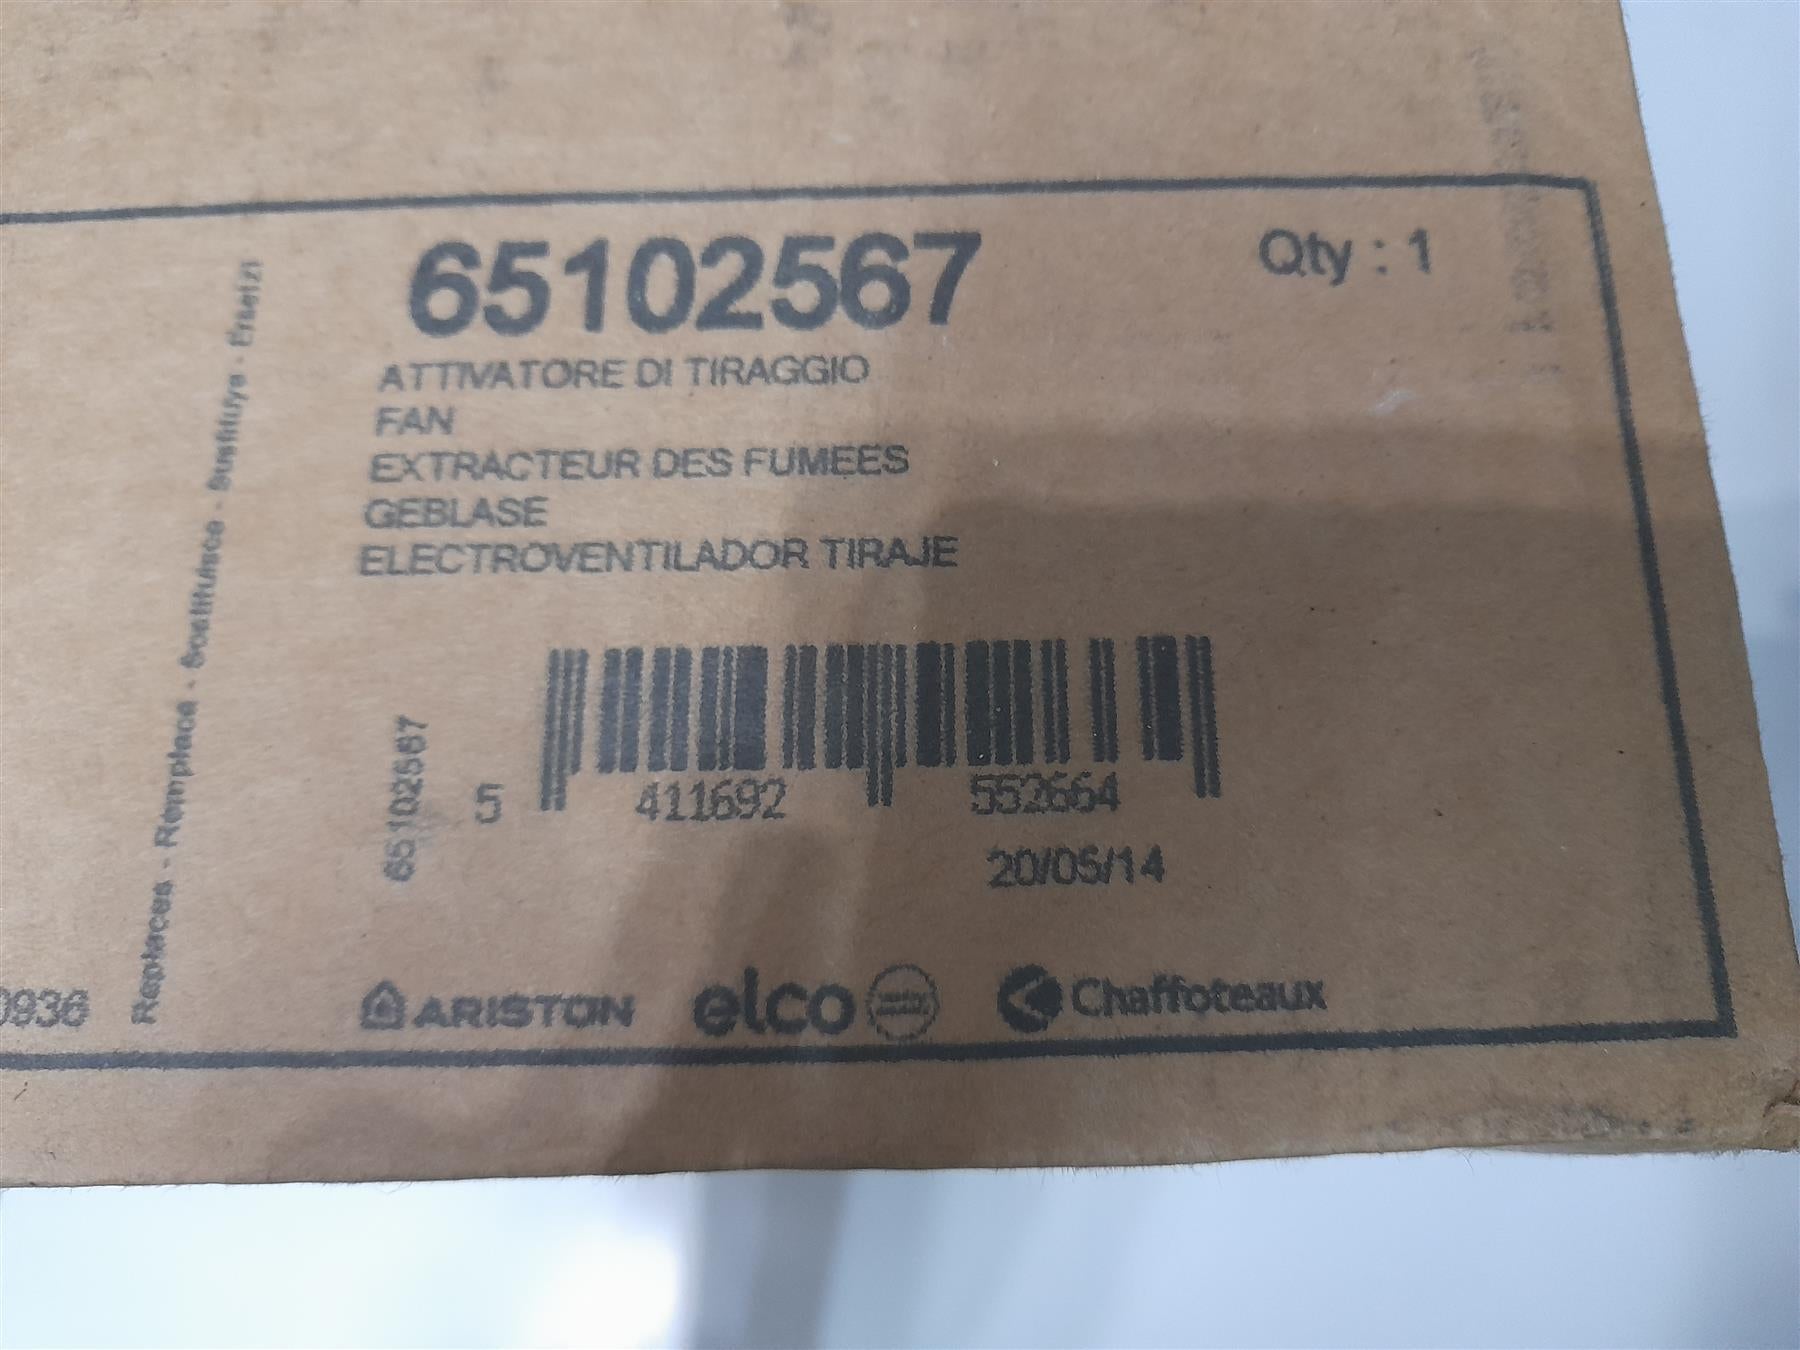 65102567
Qty : 1
ATTIVATORE DI TIRAGGIO
FAN
EXTRACTEUR DES FUMEES
GEBLASE
ELECTROVENTILADOR TIRAJE
Replaces - Remplace - Sostituisce - Sustituye - Ersetzt
65102567
5 411692 552664
20/05/14
0936
ARISTON elco Chaffoteaux